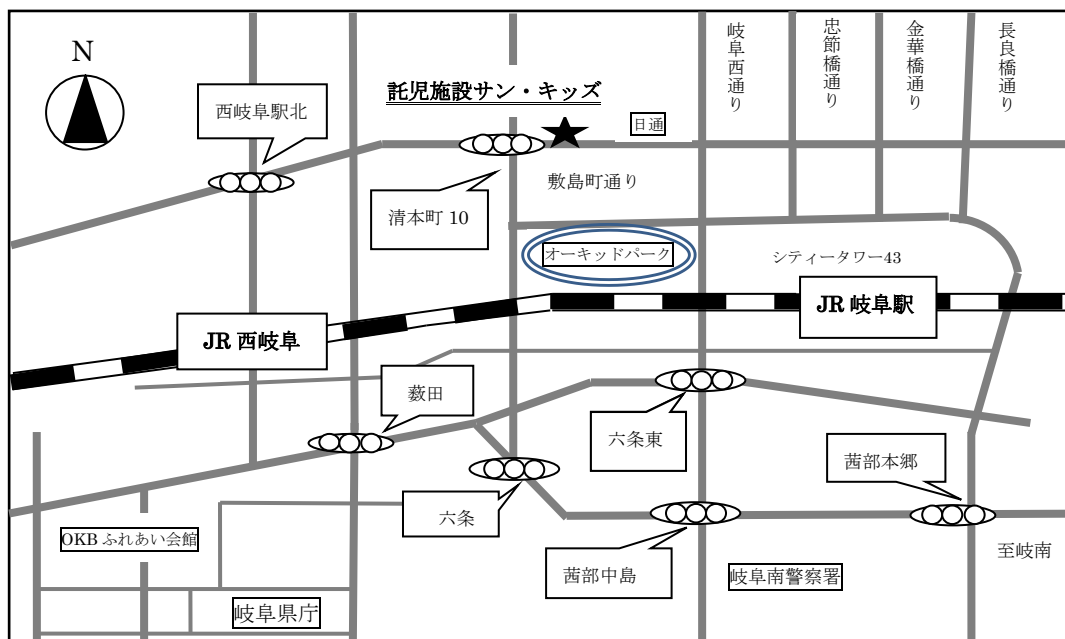 N
西岐阜駅北
託児施設サン・キッズ
日通
岐阜西通り
忠節橋通り
金華橋通り
長良橋通り
敷島町通り
清本町 10
オーキッドパーク
シティータワー43
JR 岐阜駅
JR 西岐阜
薮田
六条東
茜部本郷
六条
OKB ふれあい会館
茜部中島
岐阜南警察署
至岐南
岐阜県庁